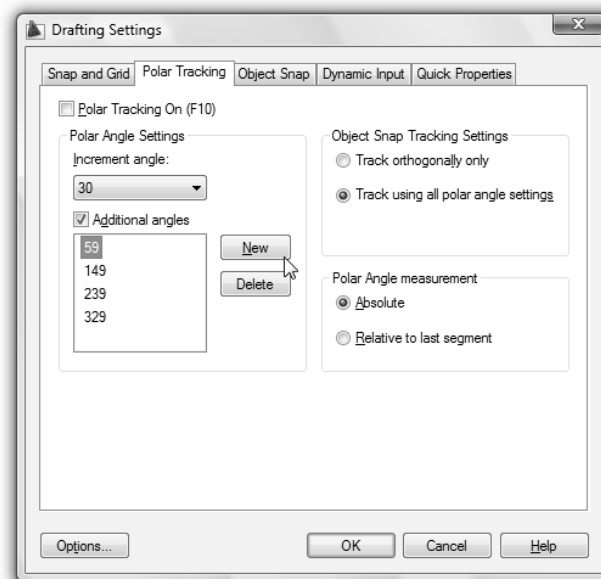 Drafting Settings
Snap and Grid Polar Tracking Object Snap Dynamic Input Quick Properties
Polar Tracking On (F10)
Polar Angle Settings
Increment angle:
30
Additional angles
59
149
239
329
New
Delete
Object Snap Tracking Settings
Track orthogonally only
Track using all polar angle settings
Polar Angle measurement
Absolute
Relative to last segment
Options... OK Cancel Help